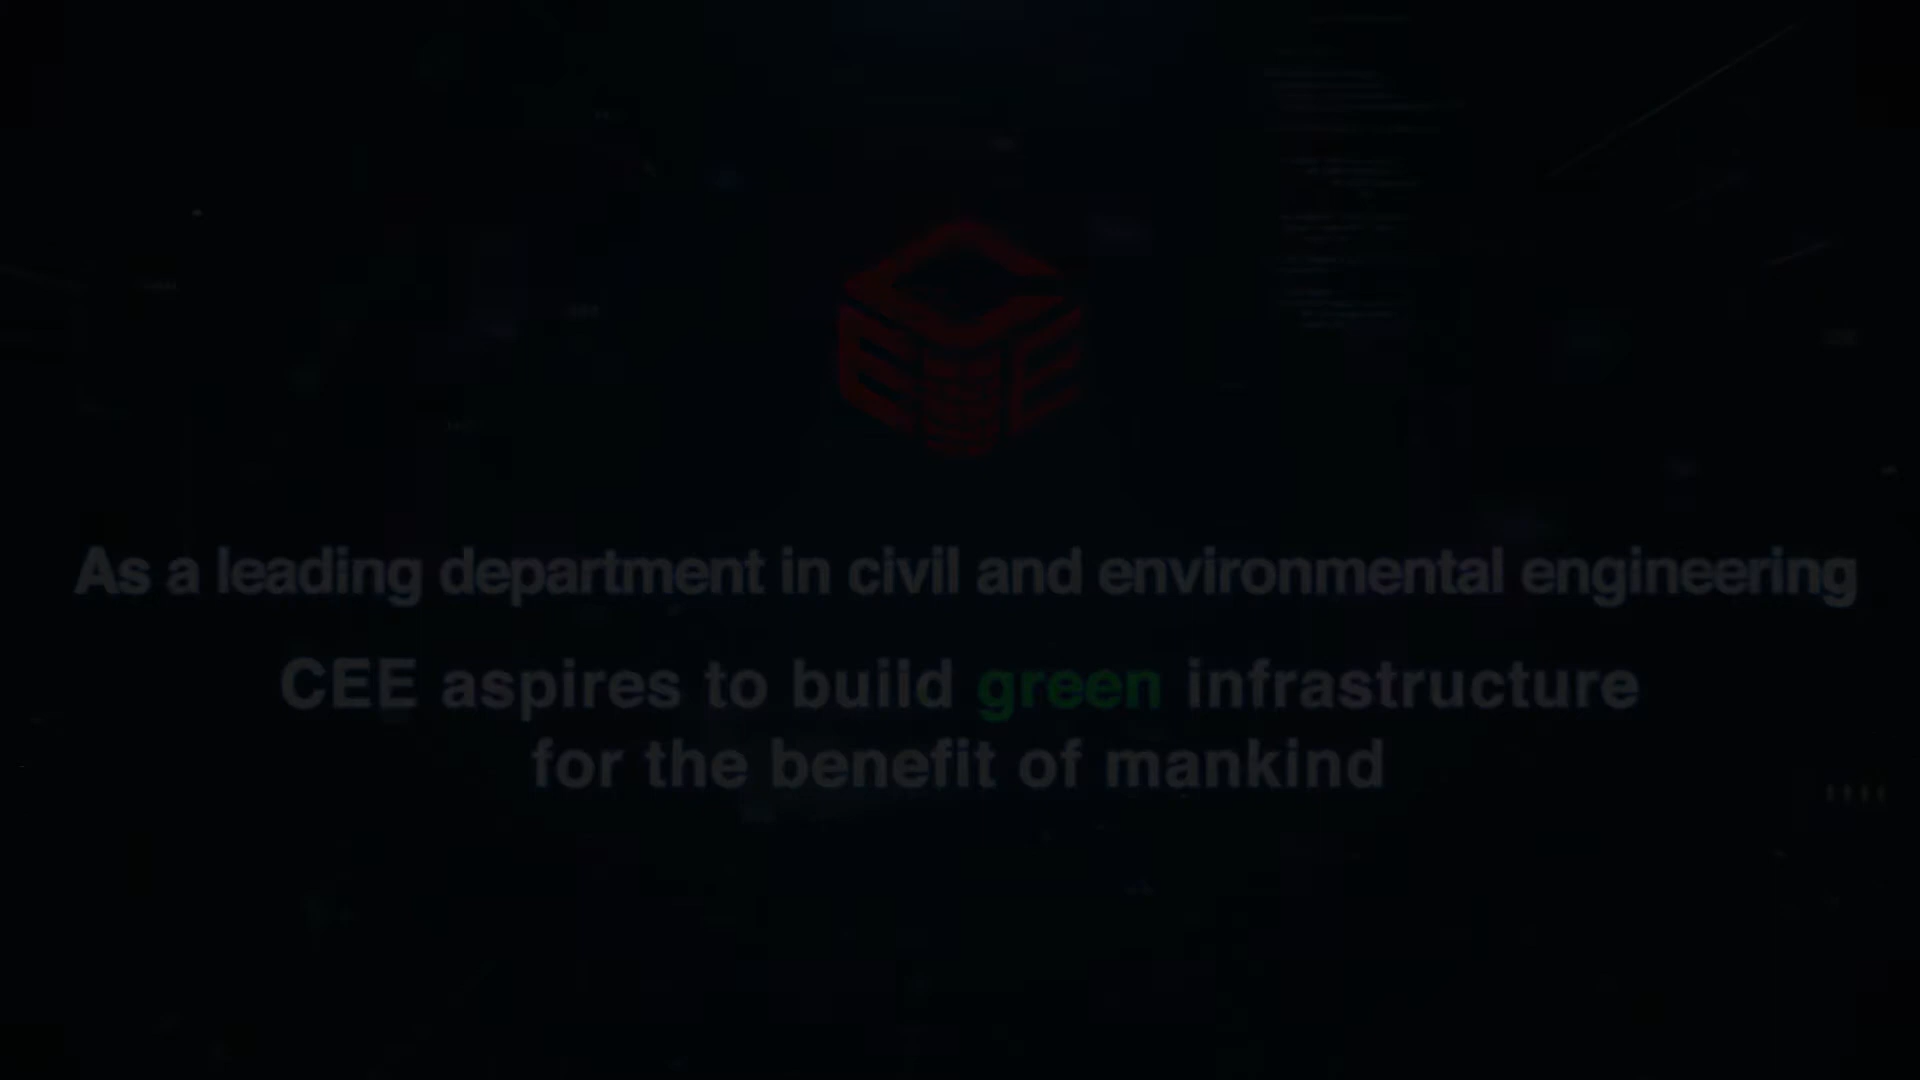 As a leading department in civil and environmental engineering
CEE aspires to build green infrastructure
for the benefit of mankind